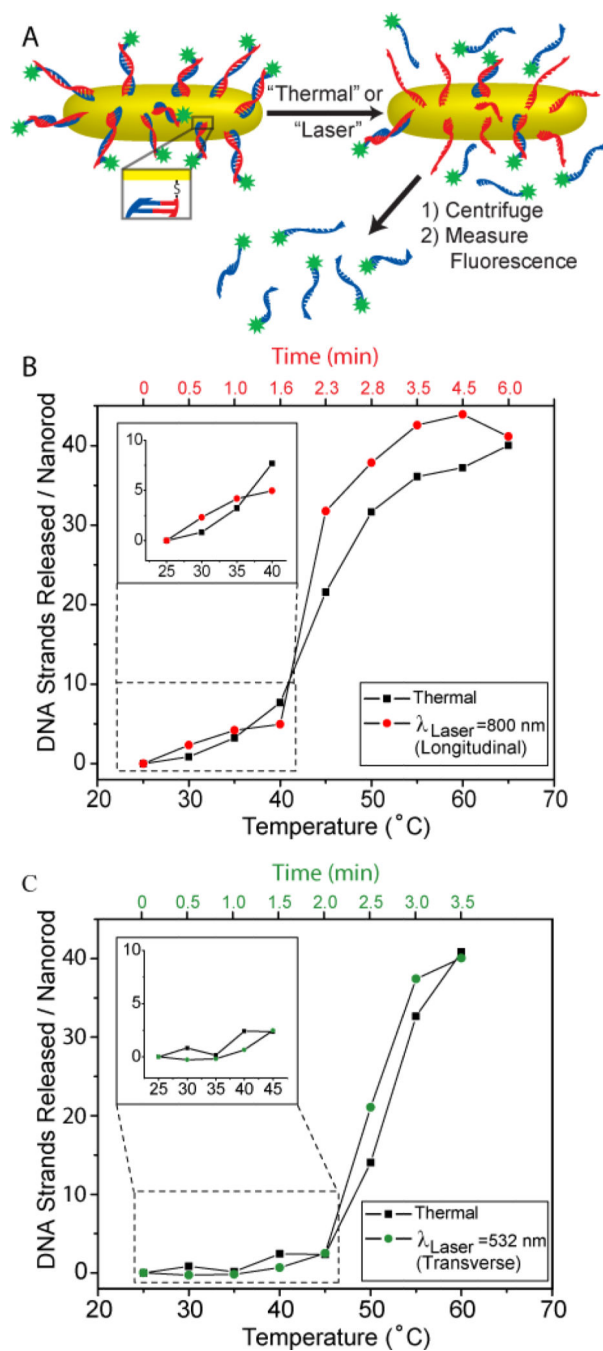 A
"Thermal" or
"Laser"
S
1) Centrifuge
2) Measure
Fluorescence
B
Time (min)
0 0.5 1.0 1.6 2.3 2.8 3.5 4.5 6.0
DNA Strands Released / Nanorod
40
30
20
10
0
10
5
0
25 30 35 40
Thermal
λLaser=800 nm
(Longitudinal)
20 30 40 50 60 70
Temperature (°C)
C
Time (min)
0 0.5 1.0 1.5 2.0 2.5 3.0 3.5
DNA Strands Released / Nanorod
40
30
20
10
0
10
5
0
25 30 35 40 45
Thermal
λLaser=532 nm
(Transverse)
20 30 40 50 60 70
Temperature (°C)